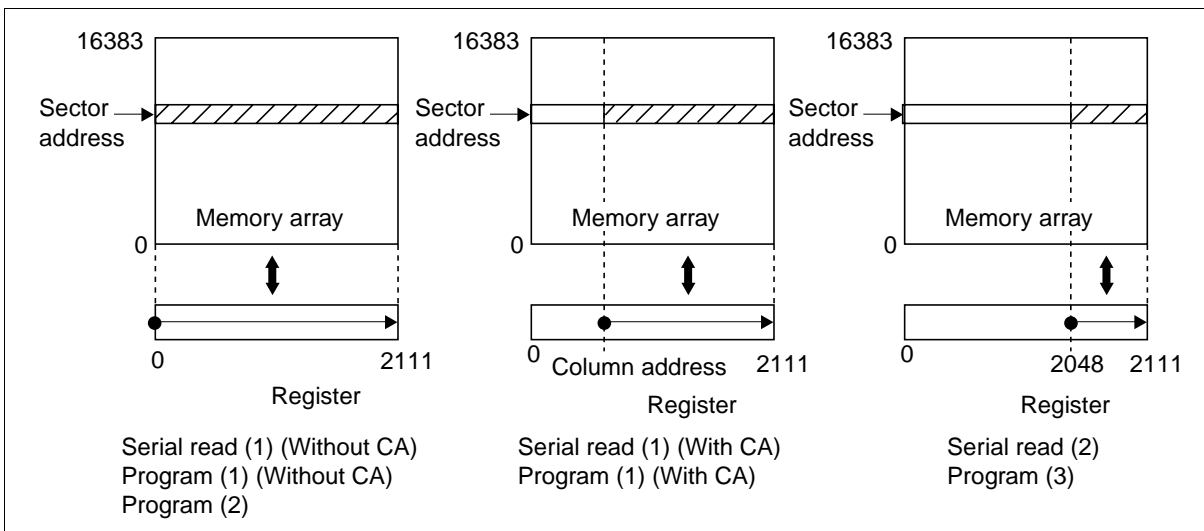 16383
Sector
address
Memory array
0
0
2111
Register
Serial read (1) (Without CA)
Program (1) (Without CA)
Program (2)
16383
Sector
address
Memory array
0
0
Column address
2111
Register
Serial read (1) (With CA)
Program (1) (With CA)
16383
Sector
address
Memory array
0
0
2048
2111
Register
Serial read (2)
Program (3)